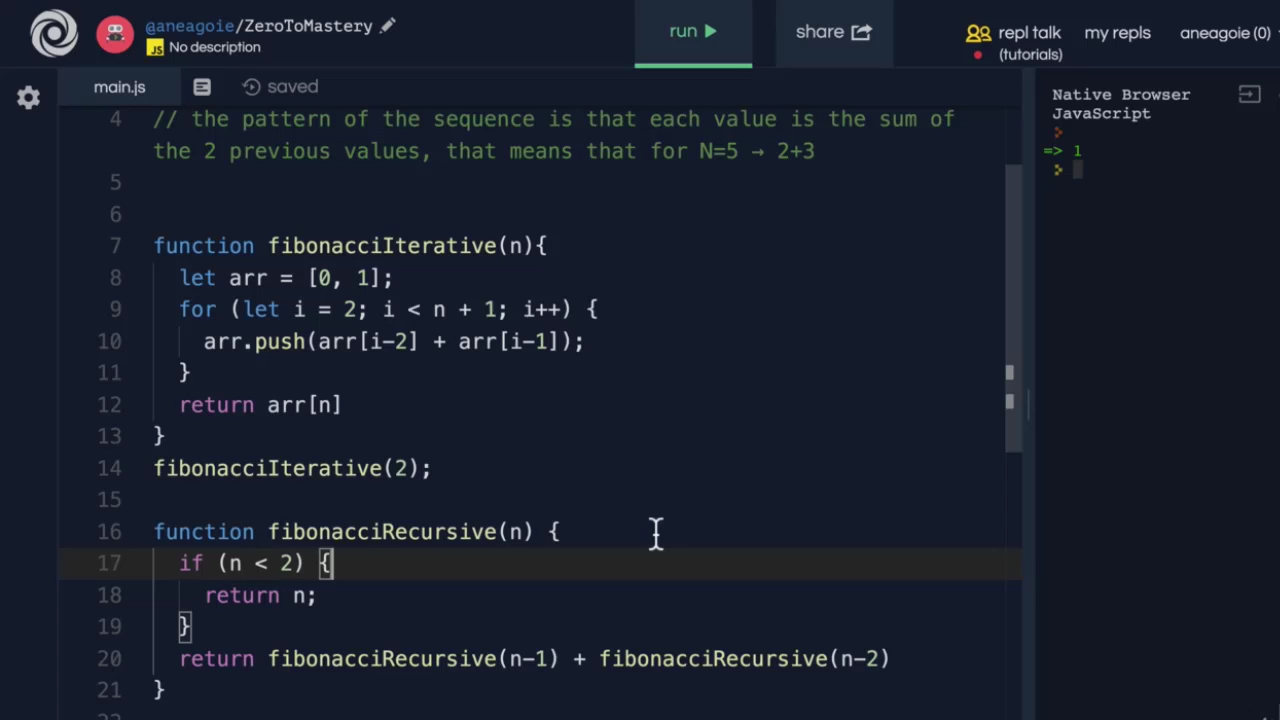 @aneagoie/ZeroToMastery
JS No description
run
share
repl talk
(tutorials)
my repls
aneagoie (0)
main.js
saved
4 // the pattern of the sequence is that each value is the sum of
the 2 previous values, that means that for N=5 → 2+3
5
6
7 function fibonacciIterative(n){
8 let arr = [0, 1];
9 for (let i = 2; i < n + 1; i++) {
10 arr.push(arr[i-2] + arr[i-1]);
11 }
12 return arr[n]
13 }
14 fibonacciIterative(2);
15
16 function fibonacciRecursive(n) {
17 if (n < 2) {
18 return n;
19 }
20 return fibonacciRecursive(n-1) + fibonacciRecursive(n-2)
21 }
Native Browser
JavaScript
=> 1